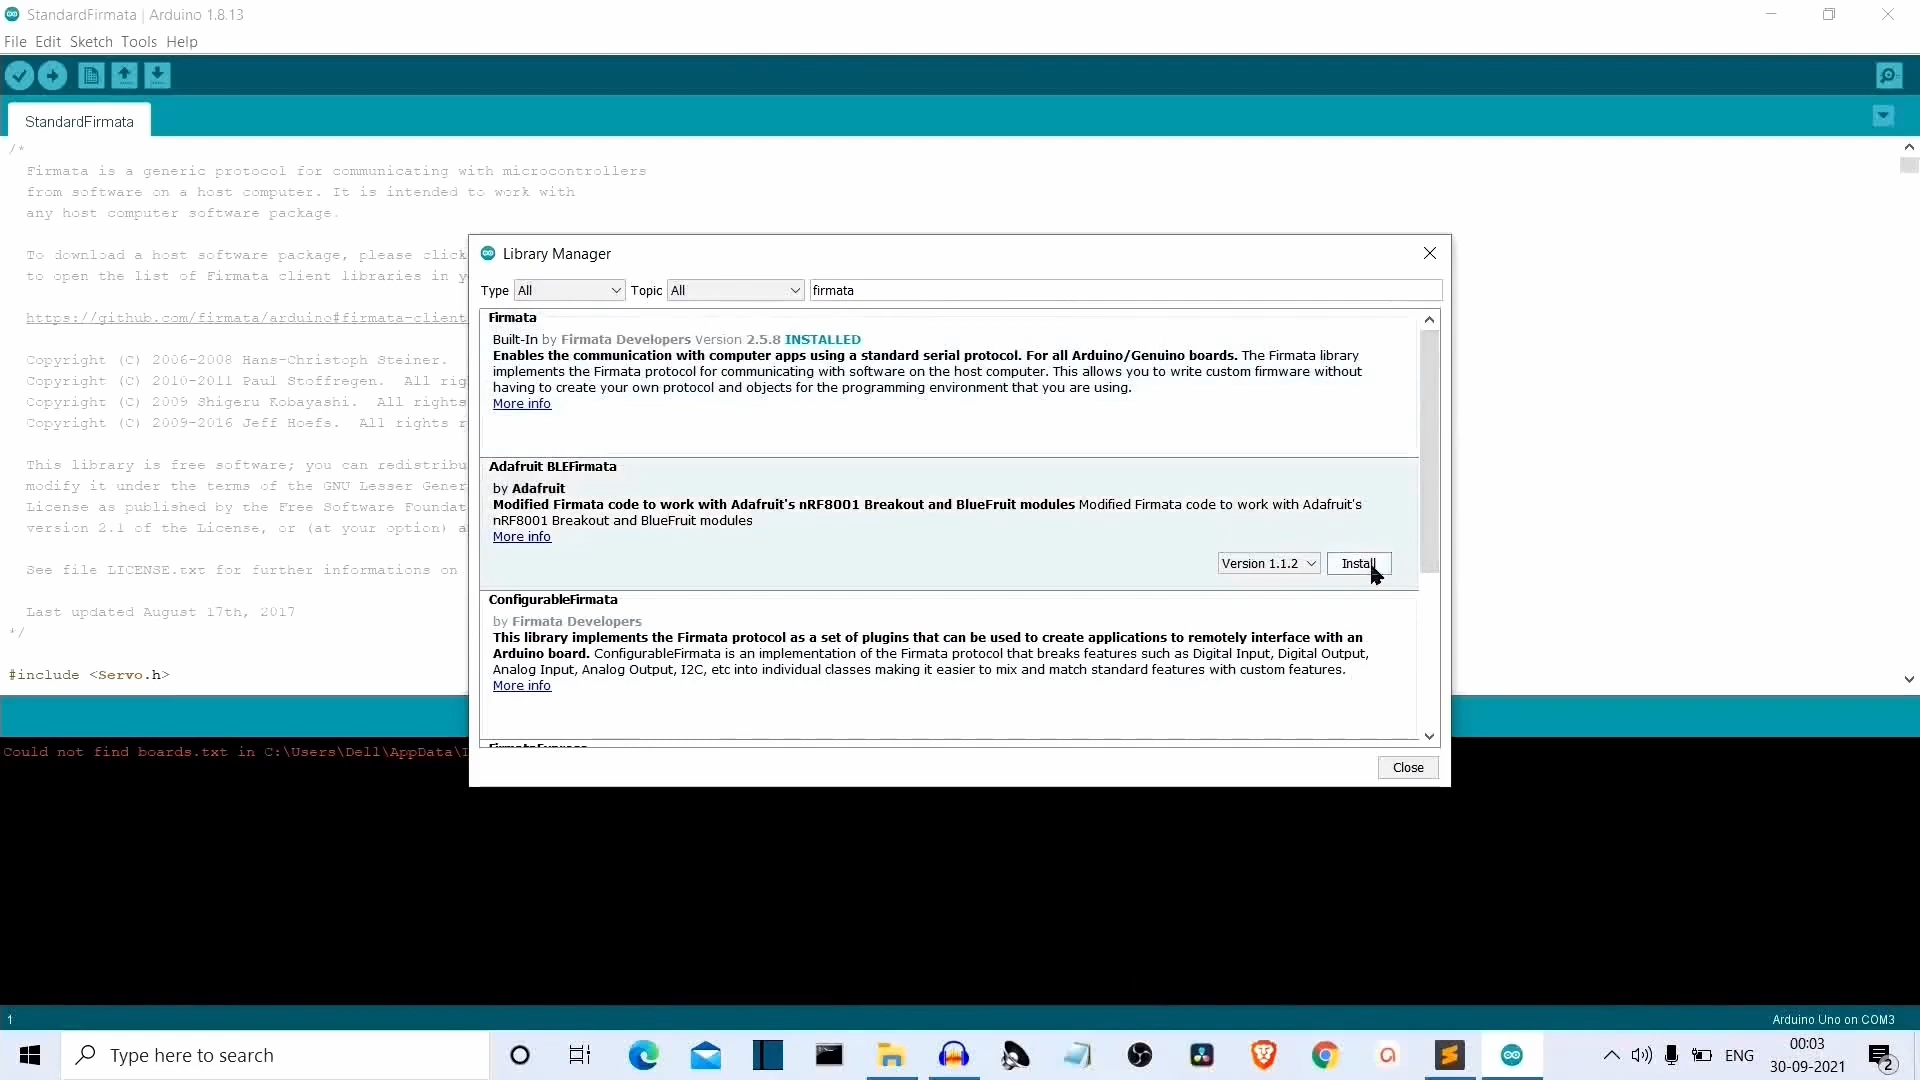 StandardFirmata | Arduino 1.8.13
File Edit Sketch Tools Help
StandardFirmata
/*
Firmata is a generic protocol for communicating with microcontrollers
from software on a host computer. It is intended to work with
any host computer software package.
To download a host software package, please click
to open the list of Firmata client libraries in y
https://github.com/firmata/arduino#firmata-client
Copyright (C) 2006-2008 Hans-Christoph Steiner.
Copyright (C) 2010-2011 Paul Stoffregen. All rig
Copyright (C) 2009 Shigeru Kobayashi. All rights
Copyright (C) 2009-2016 Jeff Hoefs. All rights r
This library is free software; you can redistribu
modify it under the terms of the GNU Lesser Gener
License as published by the Free Software Foundat
version 2.1 of the License, or (at your option) a
See file LICENSE.txt for further informations on
Last updated August 17th, 2017
*/
#include <Servo.h>
Library Manager
Type All Topic All firmata
Firmata
Built-In by Firmata Developers Version 2.5.8 INSTALLED
Enables the communication with computer apps using a standard serial protocol. For all Arduino/Genuino boards. The Firmata library
implements the Firmata protocol for communicating with software on the host computer. This allows you to write custom firmware without
having to create your own protocol and objects for the programming environment that you are using.
More info
Adafruit BLEFirmata
by Adafruit
Modified Firmata code to work with Adafruit's nRF8001 Breakout and BlueFruit modules Modified Firmata code to work with Adafruit's
nRF8001 Breakout and BlueFruit modules
More info
Version 1.1.2 Install
ConfigurableFirmata
by Firmata Developers
This library implements the Firmata protocol as a set of plugins that can be used to create applications to remotely interface with an
Arduino board. ConfigurableFirmata is an implementation of the Firmata protocol that breaks features such as Digital Input, Digital Output,
Analog Input, Analog Output, I2C, etc into individual classes making it easier to mix and match standard features with custom features.
More info
Close
Could not find boards.txt in C:\Users\Dell\AppData\
1
Arduino Uno on COM3
Type here to search
ENG
00:03
30-09-2021
2